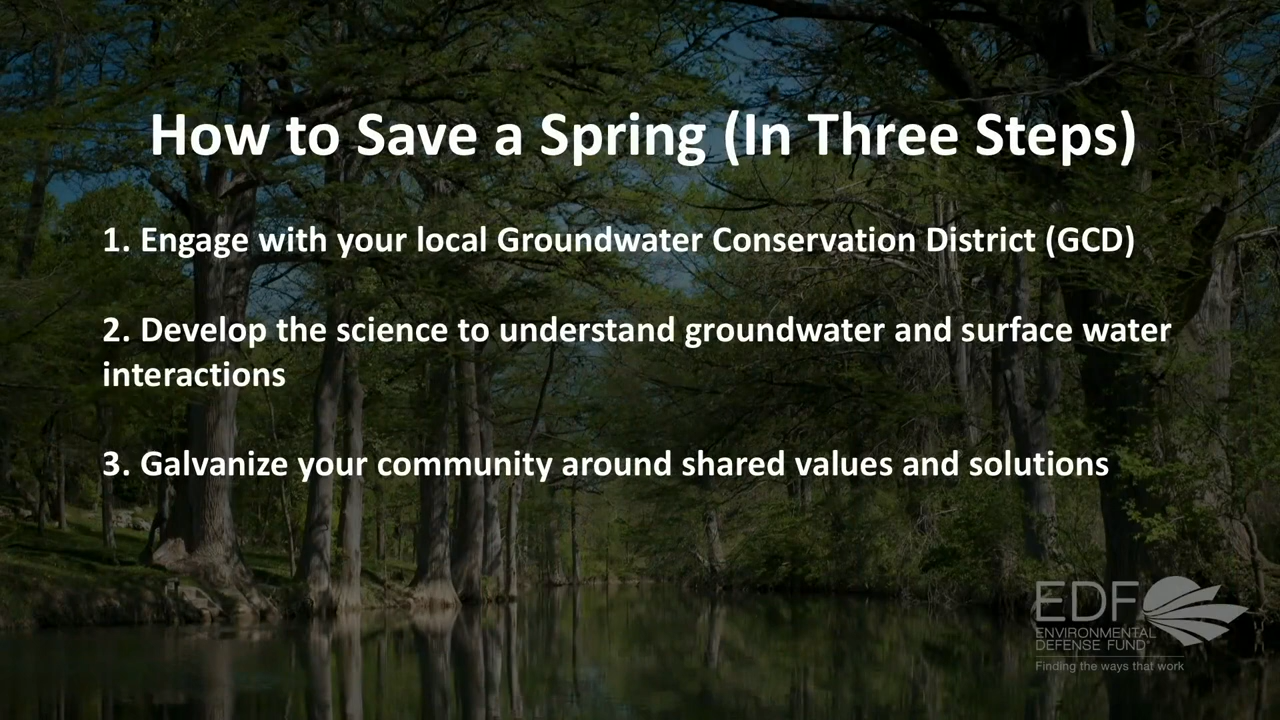 How to Save a Spring (In Three Steps)
1. Engage with your local Groundwater Conservation District (GCD)
2. Develop the science to understand groundwater and surface water
interactions
3. Galvanize your community around shared values and solutions
EDF
ENVIRONMENTAL
DEFENSE FUND®
Finding the ways that work